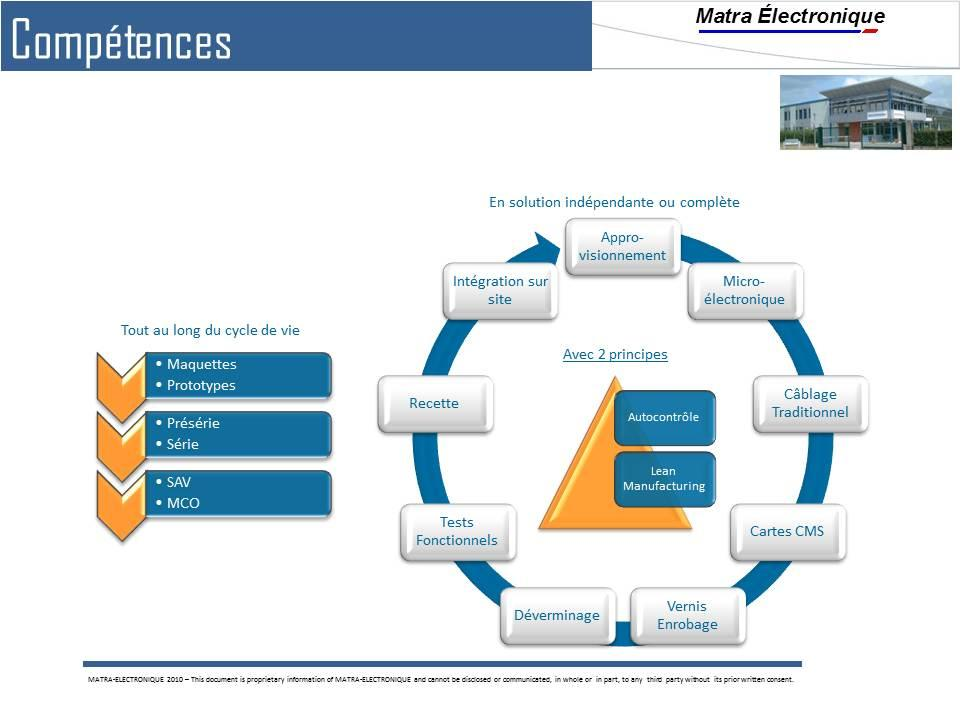 Compétences
Matra Électronique
En solution indépendante ou complète
Appro-
visionnement
Micro-
électronique
Câblage
Traditionnel
Cartes CMS
Vernis
Enrobage
Déverminage
Tests
Fonctionnels
Recette
Intégration sur
site
Avec 2 principes
Autocontrôle
Lean
Manufacturing
Tout au long du cycle de vie
• Maquettes
• Prototypes
• Présérie
• Série
• SAV
• MCO
MATRA-ELECTRONIQUE 2010 – This document is proprietary information of MATRA-ELECTRONIQUE and cannot be disclosed or communicated, in whole or in part, to any third party without its prior written consent.